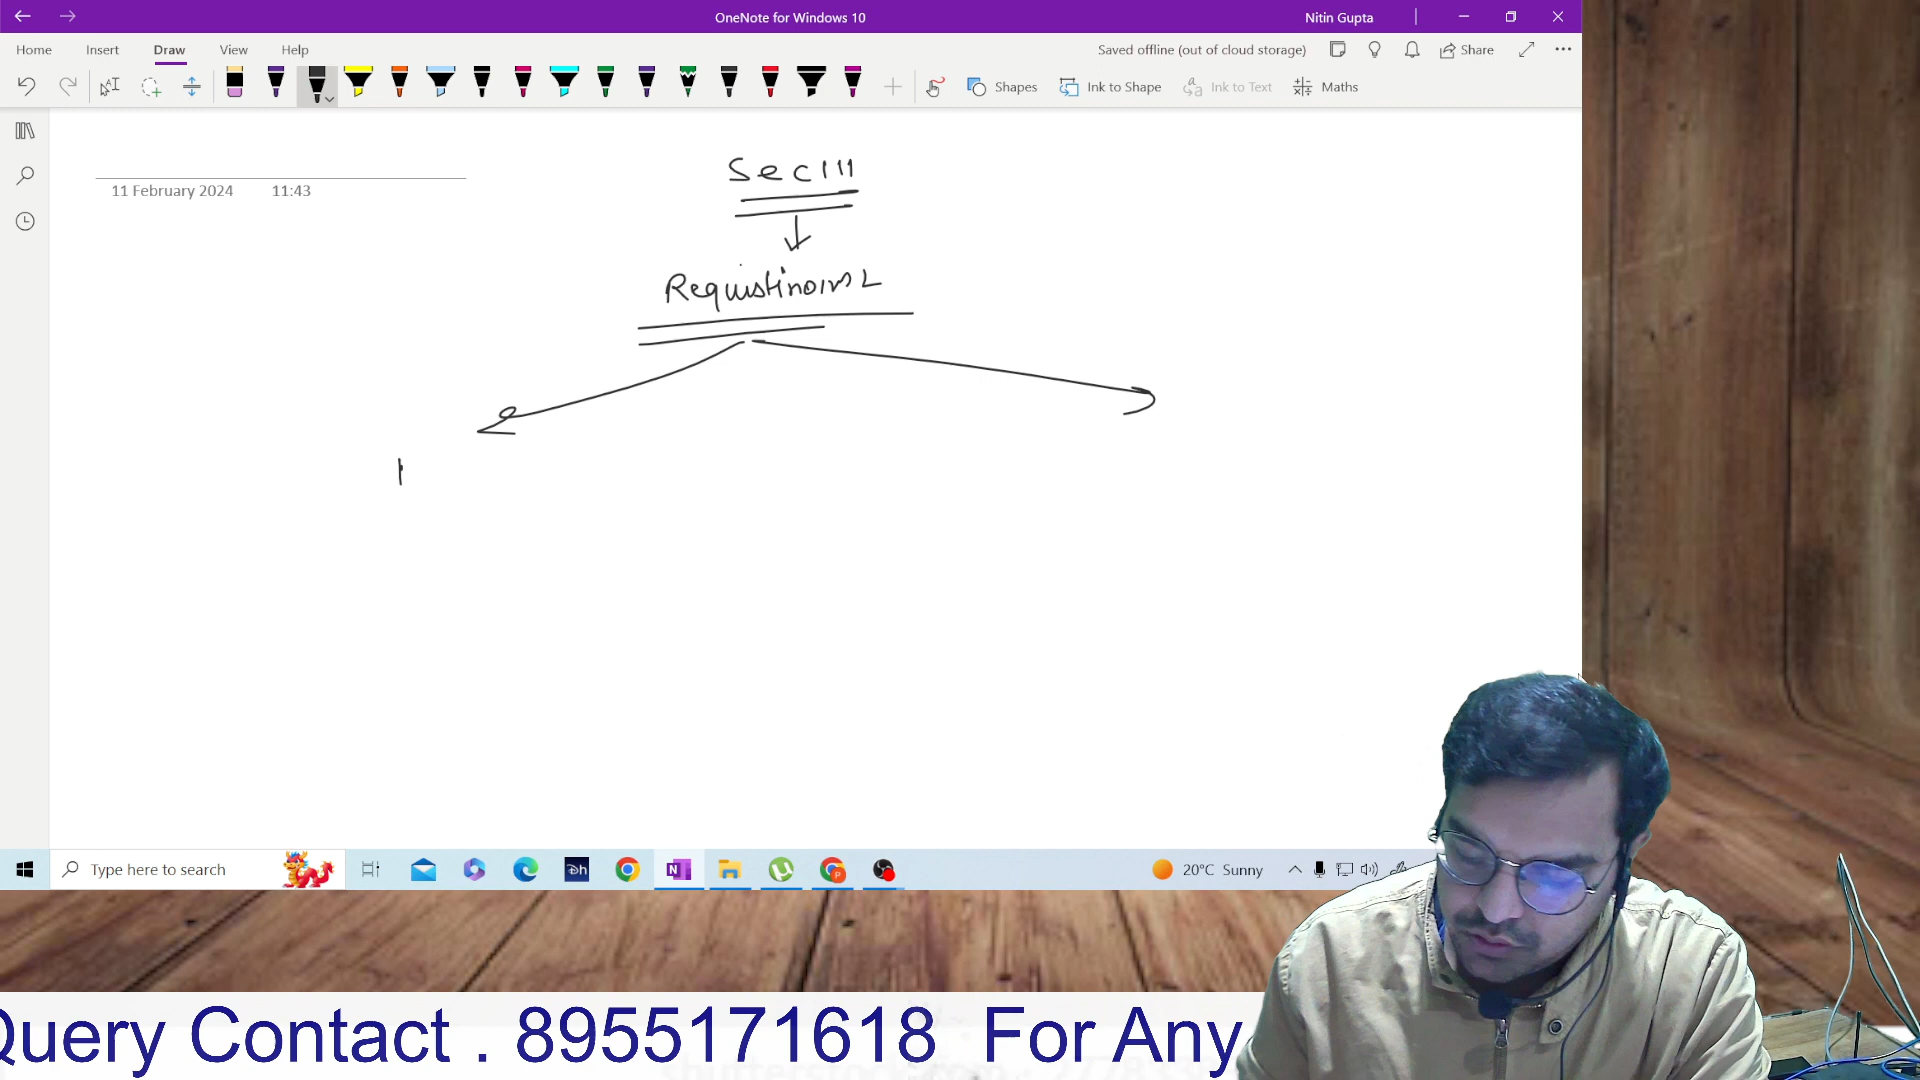 OneNote for Windows 10
Nitin Gupta
Home Insert Draw View Help
Saved offline (out of cloud storage)
Share
Shapes
Ink to Shape
Ink to Text
Maths
Sec 111
11 February 2024 11:43
Type here to search
20°C Sunny
Query Contact . 8955171618 For Any